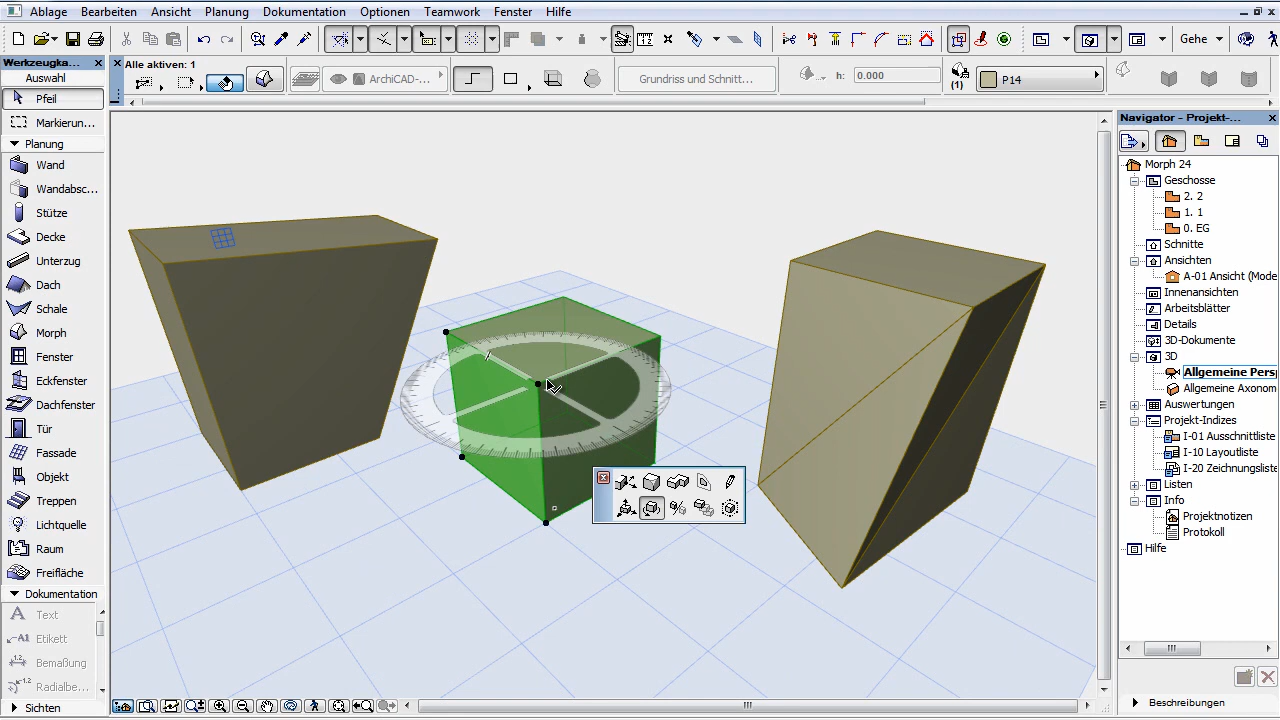 Ablage Bearbeiten Ansicht Planung Dokumentation Optionen Teamwork Fenster Hilfe
Gehe
Werkzeugka...
Auswahl
Pfeil
Markierun...
Planung
Wand
Wandabsc...
Stütze
Decke
Unterzug
Dach
Schale
Morph
Fenster
Eckfenster
Dachfenster
Tür
Fassade
Objekt
Treppen
Lichtquelle
Raum
Freifläche
Dokumentation
Text
Etikett
Bemaßung
Radialbe...
Sichten
Alle aktiven: 1
ArchiCAD-...
Grundriss und Schnitt...
h: 0.000
(1)
P14
Navigator - Projekt-...
Morph 24
Geschosse
2. 2
1. 1
0. EG
Schnitte
Ansichten
A-01 Ansicht (Mode
Innenansichten
Arbeitsblätter
Details
3D-Dokumente
3D
Allgemeine Pers
Allgemeine Axonom
Auswertungen
Projekt-Indizes
I-01 Ausschnittliste
I-10 Layoutliste
I-20 Zeichnungsliste
Listen
Info
Projektnotizen
Protokoll
Hilfe
Beschreibungen